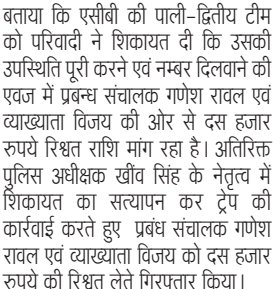 बताया कि एसीबी की पाली-द्वितीय टीम
को परिवादी ने शिकायत दी कि उसकी
उपस्थिति पूरी करने एवं नम्बर दिलवाने की
एवज में प्रबन्ध संचालक गणेश रावल एवं
व्याख्याता विजय की ओर से दस हजार
रुपये रिश्वत राशि मांग रहा है। अतिरिक्त
पुलिस अधीक्षक खींव सिंह के नेतृत्व में
शिकायत का सत्यापन कर ट्रेप की
कार्रवाई करते हुए प्रबंध संचालक गणेश
रावल एवं व्याख्याता विजय को दस हजार
रुपये की रिश्वत लेते गिरफ्तार किया।